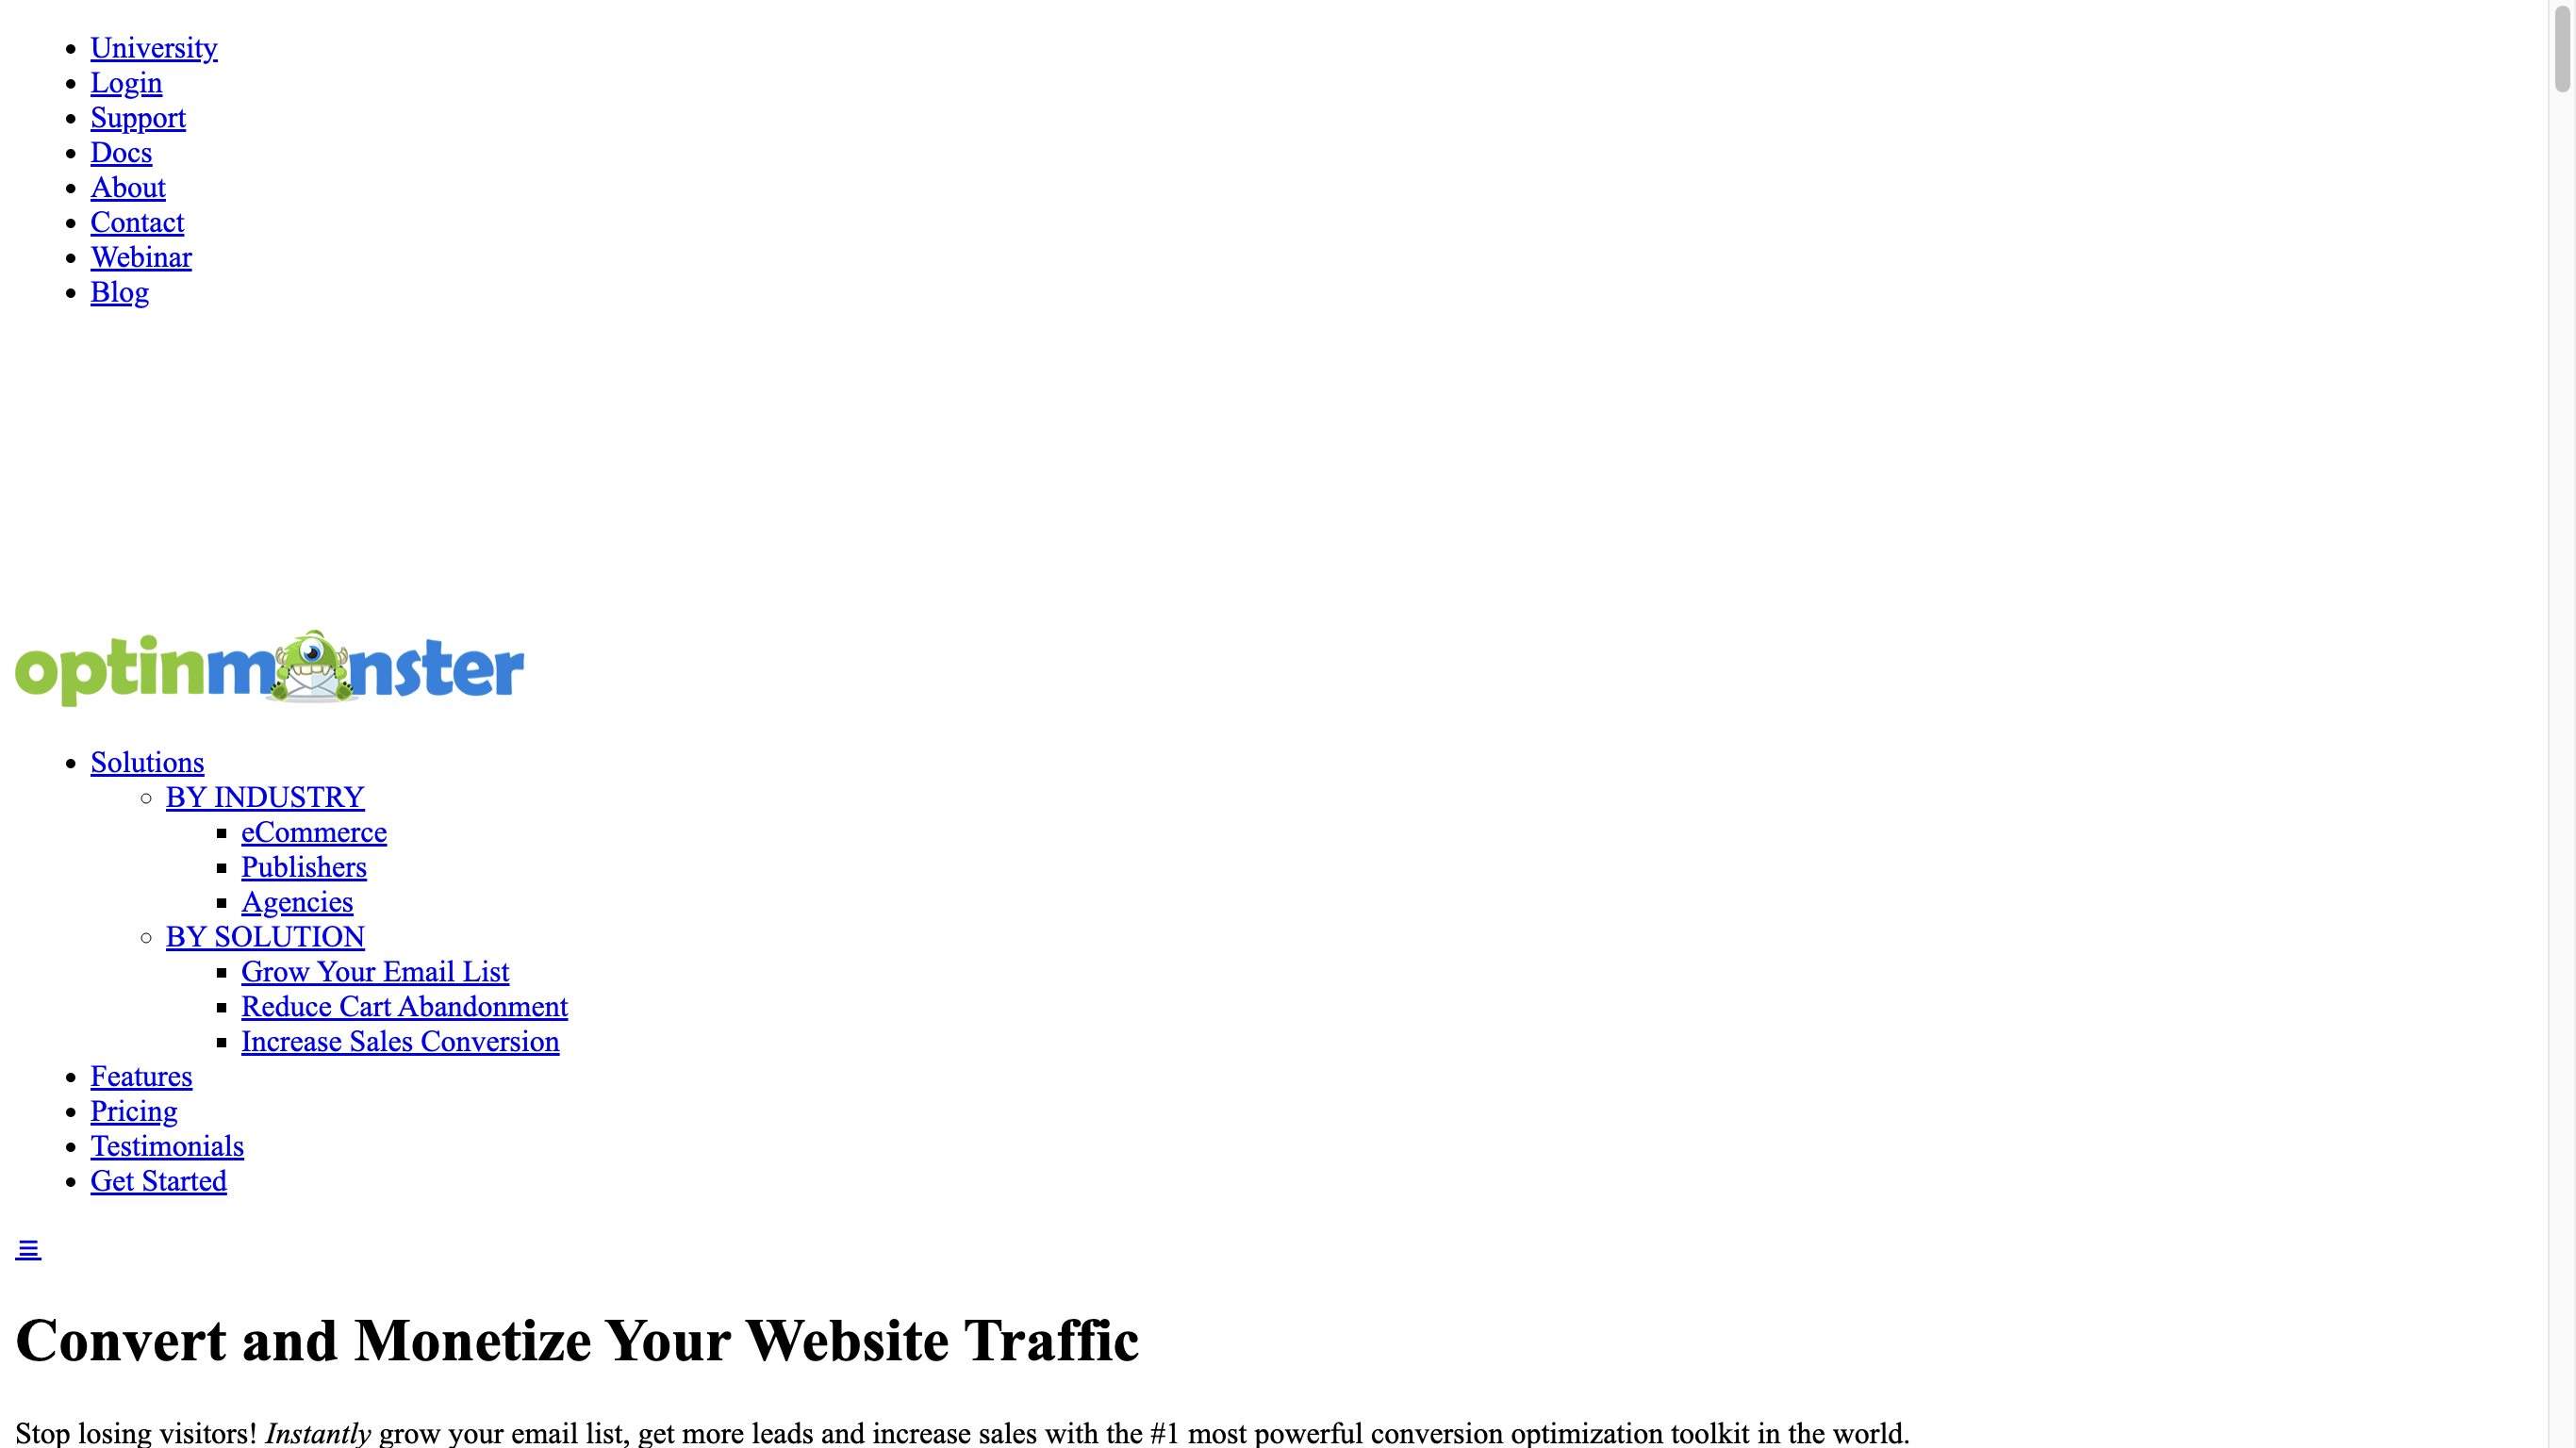 University
Login
Support
Docs
About
Contact
Webinar
Blog
optinmonster
Solutions
BY INDUSTRY
eCommerce
Publishers
Agencies
BY SOLUTION
Grow Your Email List
Reduce Cart Abandonment
Increase Sales Conversion
Features
Pricing
Testimonials
Get Started
Convert and Monetize Your Website Traffic
Stop losing visitors! Instantly grow your email list, get more leads and increase sales with the #1 most powerful conversion optimization toolkit in the world.